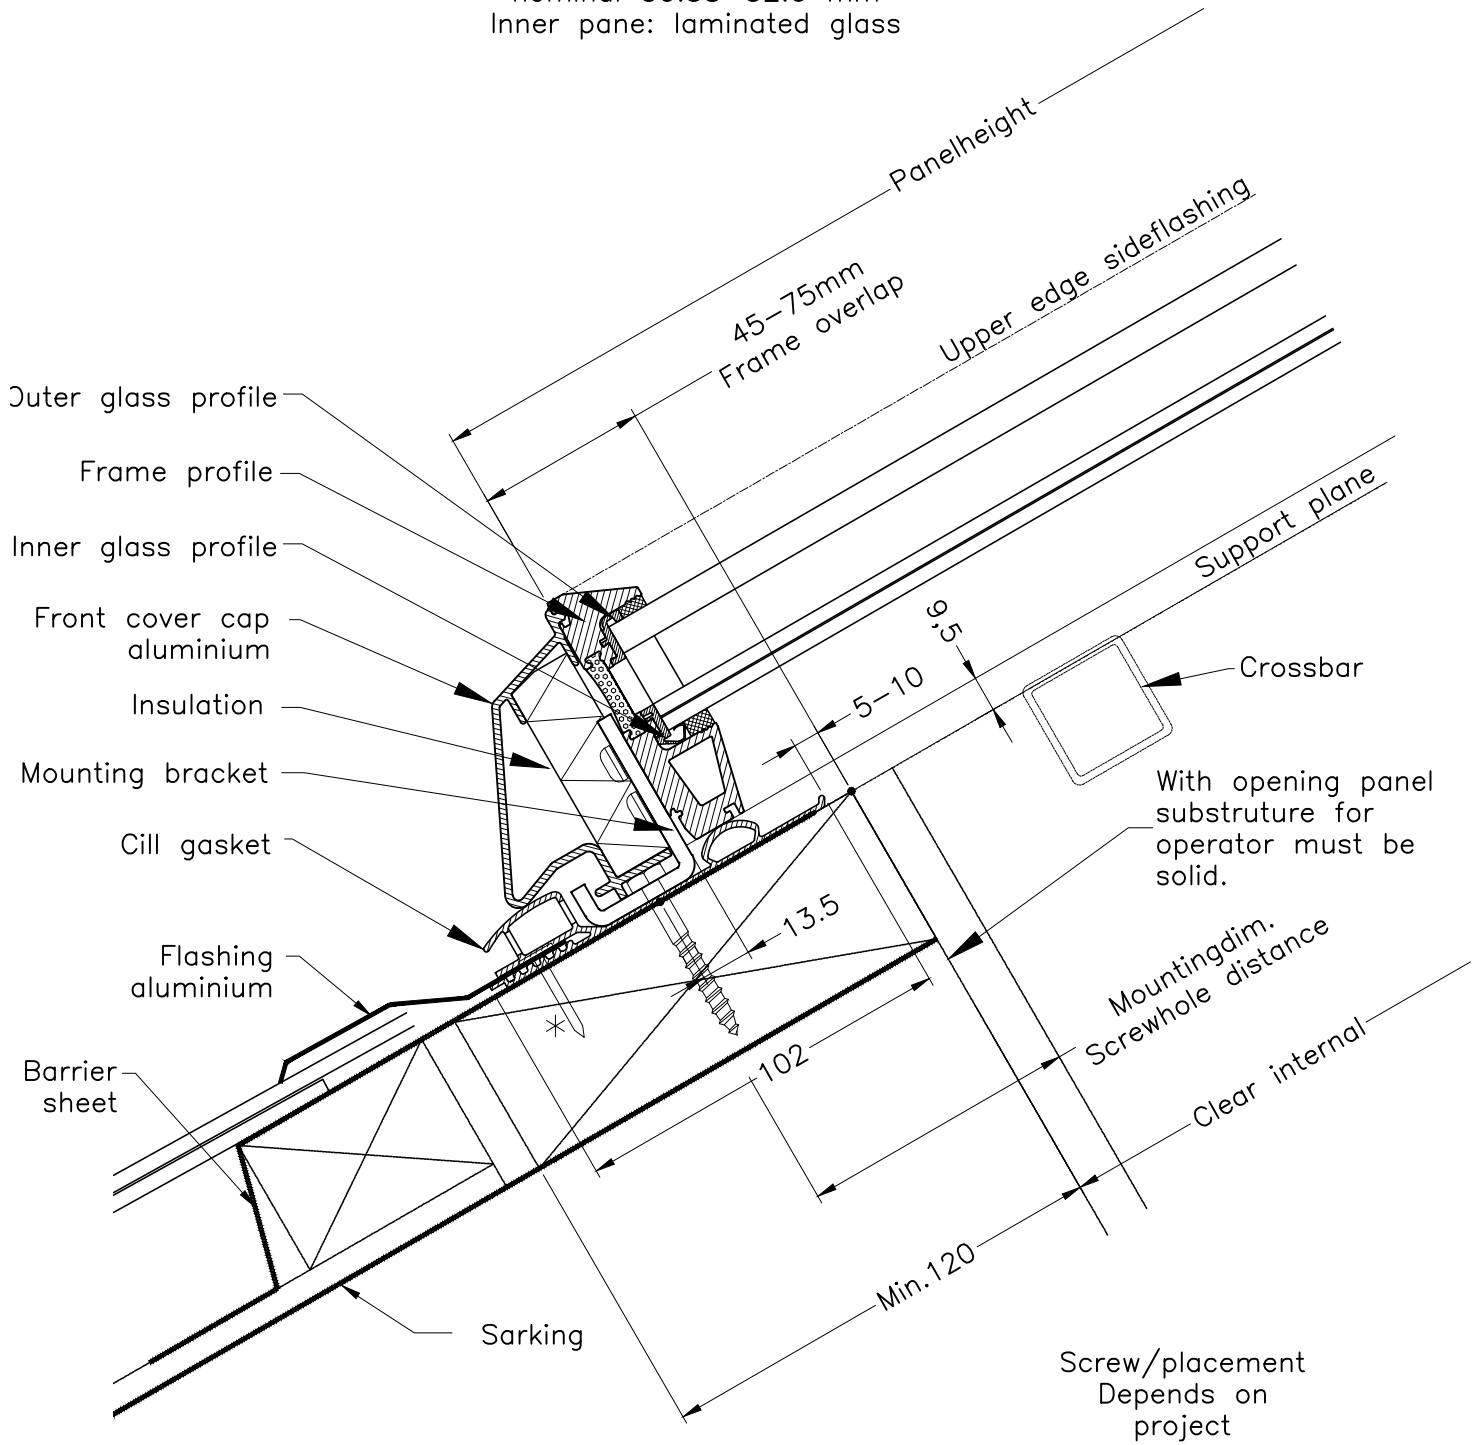 Inner pane: laminated glass
Panelheight
Upper edge sideflashing
45-75mm
Frame overlap
Outer glass profile
Frame profile
Inner glass profile
Front cover cap
aluminium
Insulation
Mounting bracket
Cill gasket
Flashing
aluminium
Barrier
sheet
Sarking
Support plane
9,5
5-10
Crossbar
With opening panel
substruture for
operator must be
solid.
13.5
Mountingdim.
Screwhole distance
102
Clear internal
Min.120
*
Screw/placement
Depends on
project